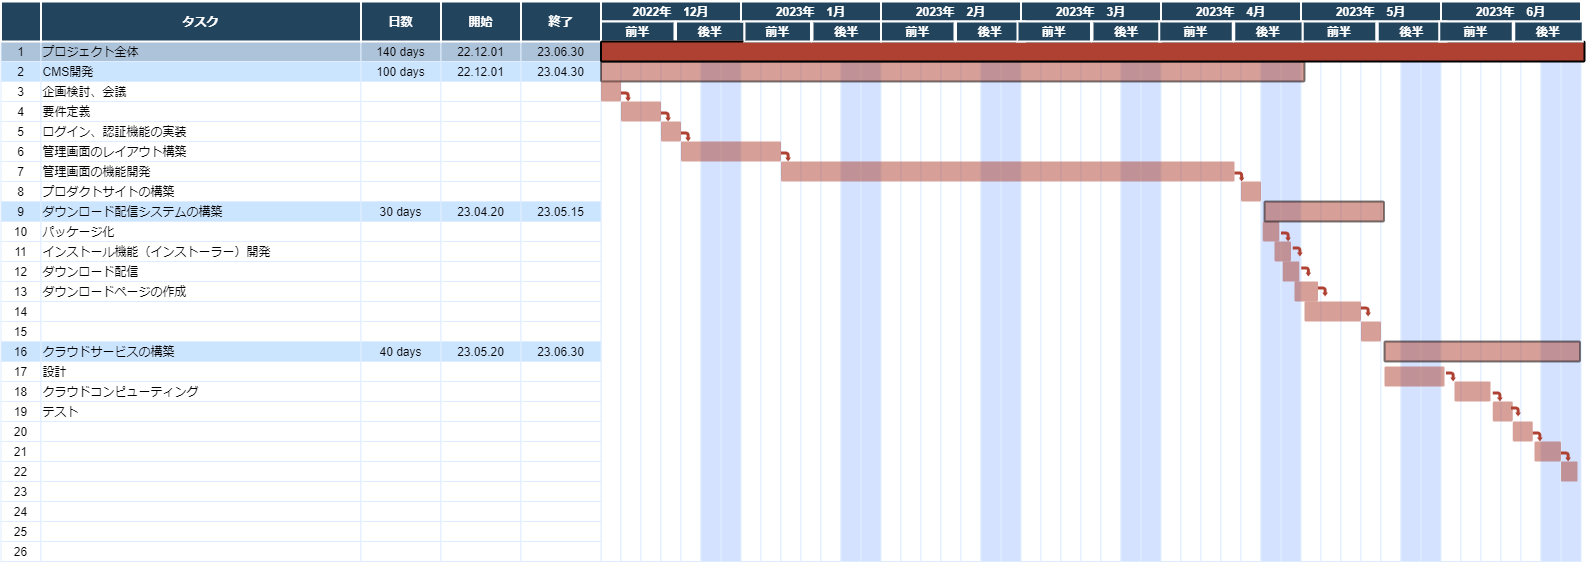 タスク 日数 開始 終了 2022年 12月 2023年 1月 2023年 2月 2023年 3月 2023年 4月 2023年 5月 2023年 6月
前半 後半 前半 後半 前半 後半 前半 後半 前半 後半 前半 後半 前半 後半
1 プロジェクト全体 140 days 22.12.01 23.06.30
2 CMS開発 100 days 22.12.01 23.04.30
3 企画検討、会議
4 要件定義
5 ログイン、認証機能の実装
6 管理画面のレイアウト構築
7 管理画面の機能開発
8 プロダクトサイトの構築
9 ダウンロード配信システムの構築 30 days 23.04.20 23.05.15
10 パッケージ化
11 インストール機能（インストーラー）開発
12 ダウンロード配信
13 ダウンロードページの作成
14
15
16 クラウドサービスの構築 40 days 23.05.20 23.06.30
17 設計
18 クラウドコンピューティング
19 テスト
20
21
22
23
24
25
26